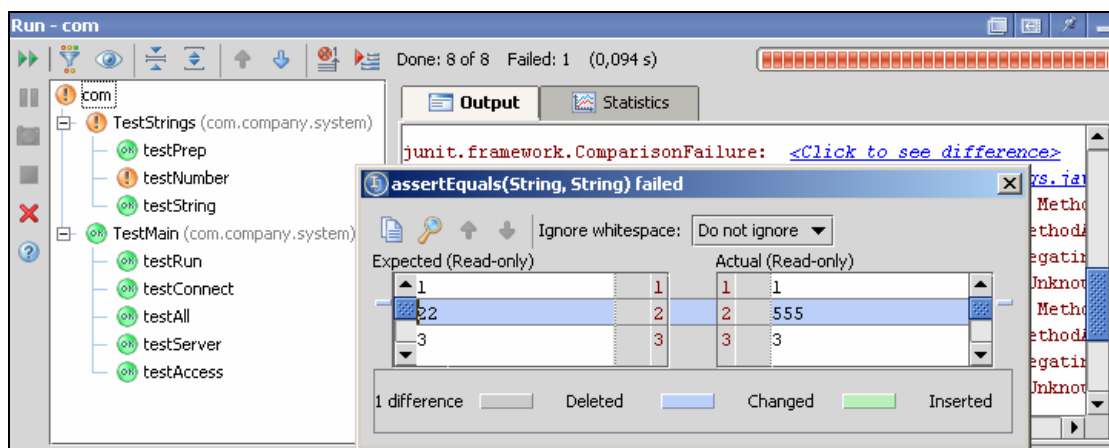 Run - com
Done: 8 of 8 Failed: 1 (0,094 s)
com
Output Statistics
TestStrings (com.company.system)
testPrep
junit.framework.ComparisonFailure: <Click to see difference>
testNumber
assertEquals(String, String) failed
testString
Ignore whitespace: Do not ignore
TestMain (com.company.system)
Expected (Read-only) Actual (Read-only)
testRun
1 1 1 1
testConnect
22 2 2 555
testAll
3 3 3 3
testServer
testAccess
1 difference Deleted Changed Inserted